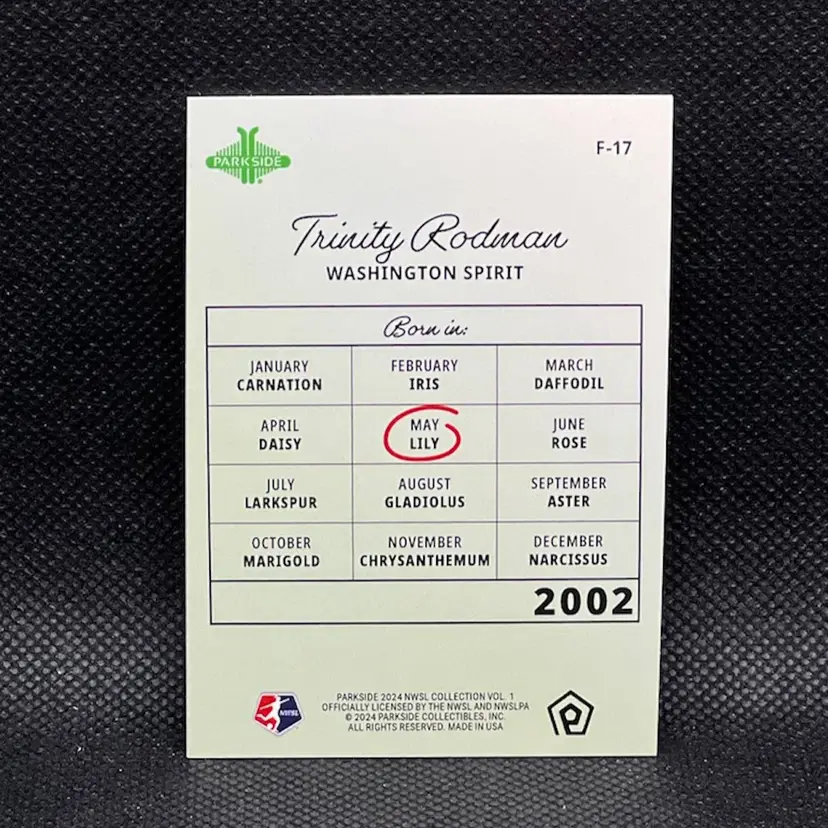 PARKSIDE
F-17
Trinity Rodman
WASHINGTON SPIRIT
Born in:
JANUARY
CARNATION
FEBRUARY
IRIS
MARCH
DAFFODIL
APRIL
DAISY
MAY
LILY
JUNE
ROSE
JULY
LARKSPUR
AUGUST
GLADIOLUS
SEPTEMBER
ASTER
OCTOBER
MARIGOLD
NOVEMBER
CHRYSANTHEMUM
DECEMBER
NARCISSUS
2002
NWSL
PARKSIDE 2024 NWSL COLLECTION VOL. 1
OFFICIALLY LICENSED BY THE NWSL AND NWSLPA
© 2024 PARKSIDE COLLECTIBLES, INC.
ALL RIGHTS RESERVED. MADE IN USA